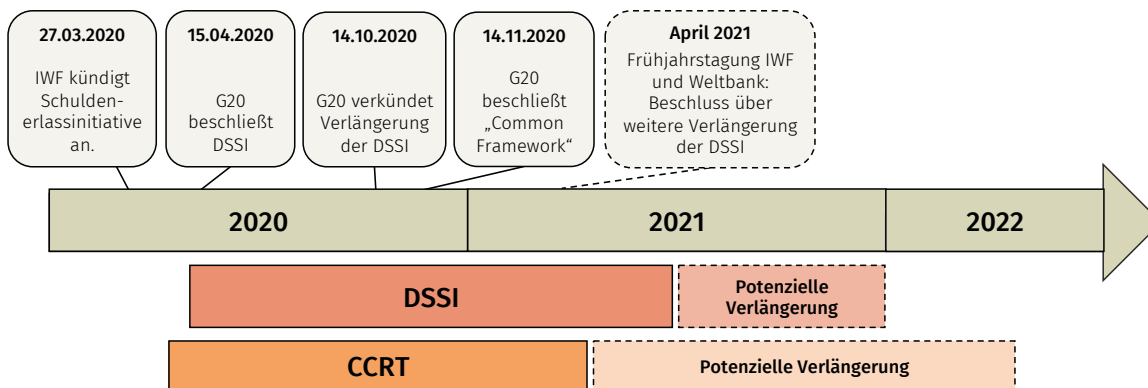 27.03.2020
IWF kündigt
Schulden-
erlassinitiative
an.
15.04.2020
G20
beschließt
DSSI
14.10.2020
G20 verkündet
Verlängerung
der DSSI
14.11.2020
G20
beschließt
„Common
Framework“
April 2021
Frühjahrstagung IWF
und Weltbank:
Beschluss über
weitere Verlängerung
der DSSI
2020
2021
2022
DSSI
Potenzielle
Verlängerung
CCRT
Potenzielle Verlängerung